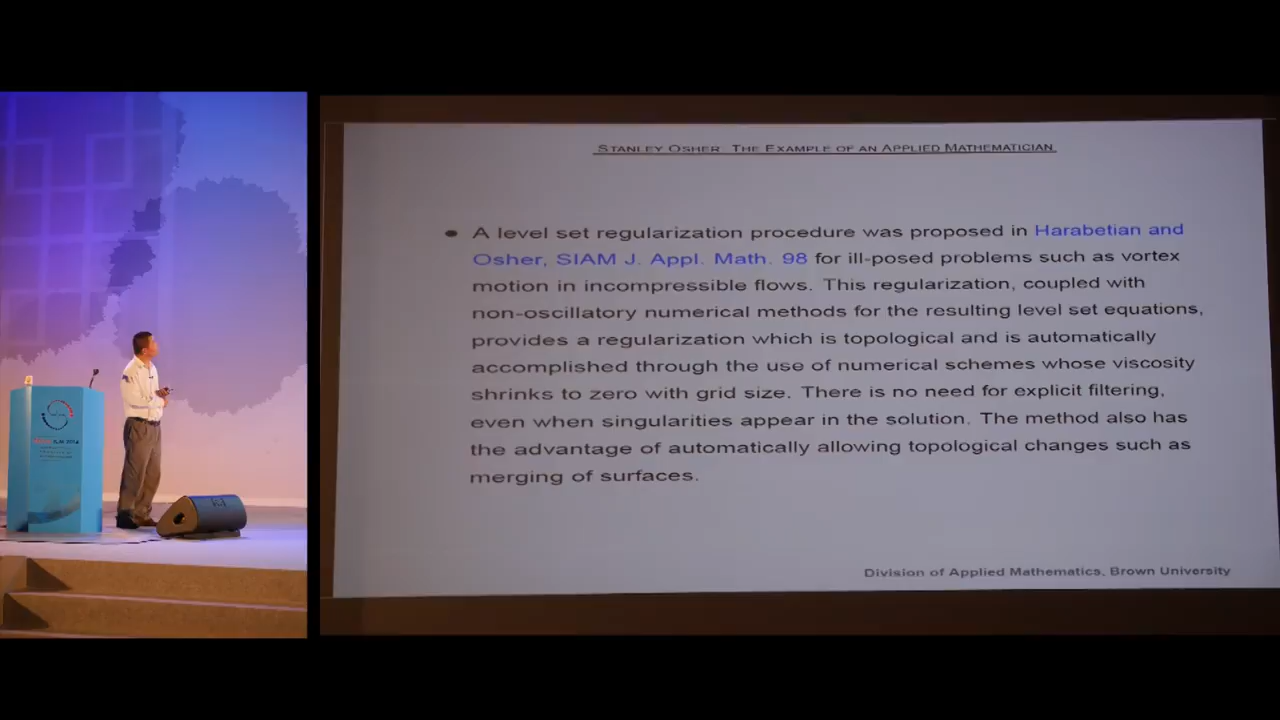 STANLEY OSHER: THE EXAMPLE OF AN APPLIED MATHEMATICIAN
● A level set regularization procedure was proposed in Harabetian and
Osher, SIAM J. Appl. Math. 98 for ill-posed problems such as vortex
motion in incompressible flows. This regularization, coupled with
non-oscillatory numerical methods for the resulting level set equations,
provides a regularization which is topological and is automatically
accomplished through the use of numerical schemes whose viscosity
shrinks to zero with grid size. There is no need for explicit filtering,
even when singularities appear in the solution. The method also has
the advantage of automatically allowing topological changes such as
merging of surfaces.
Division of Applied Mathematics, Brown University